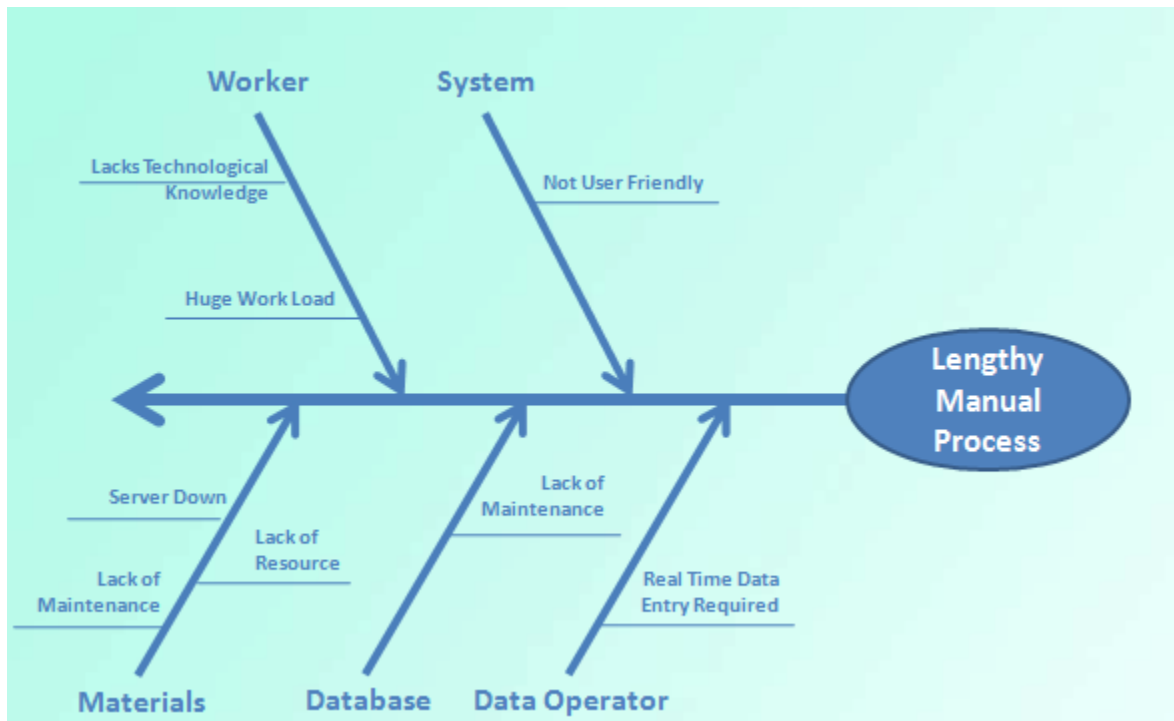 Worker
System
Lacks Technological
Knowledge
Not User Friendly
Huge Work Load
Lengthy
Manual
Process
Server Down
Lack of
Resource
Lack of
Maintenance
Lack of
Maintenance
Real Time Data
Entry Required
Materials
Database
Data Operator